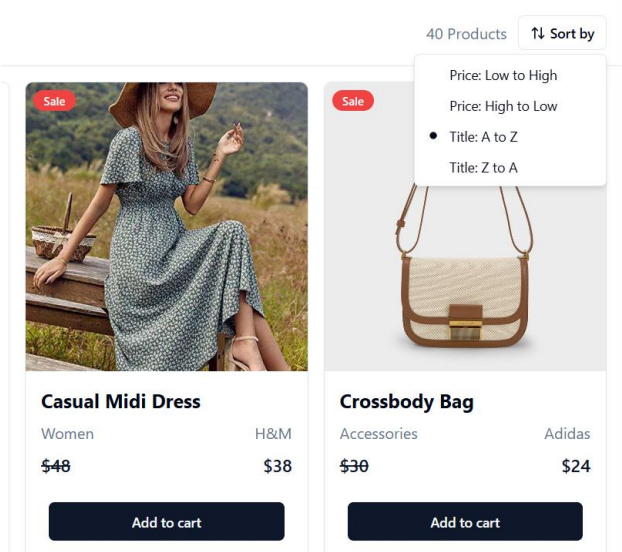 40 Products
Sort by
Price: Low to High
Price: High to Low
Title: A to Z
Title: Z to A
Sale
Sale
Casual Midi Dress
Women H&M
$48 $38
Add to cart
Crossbody Bag
Accessories Adidas
$30 $24
Add to cart